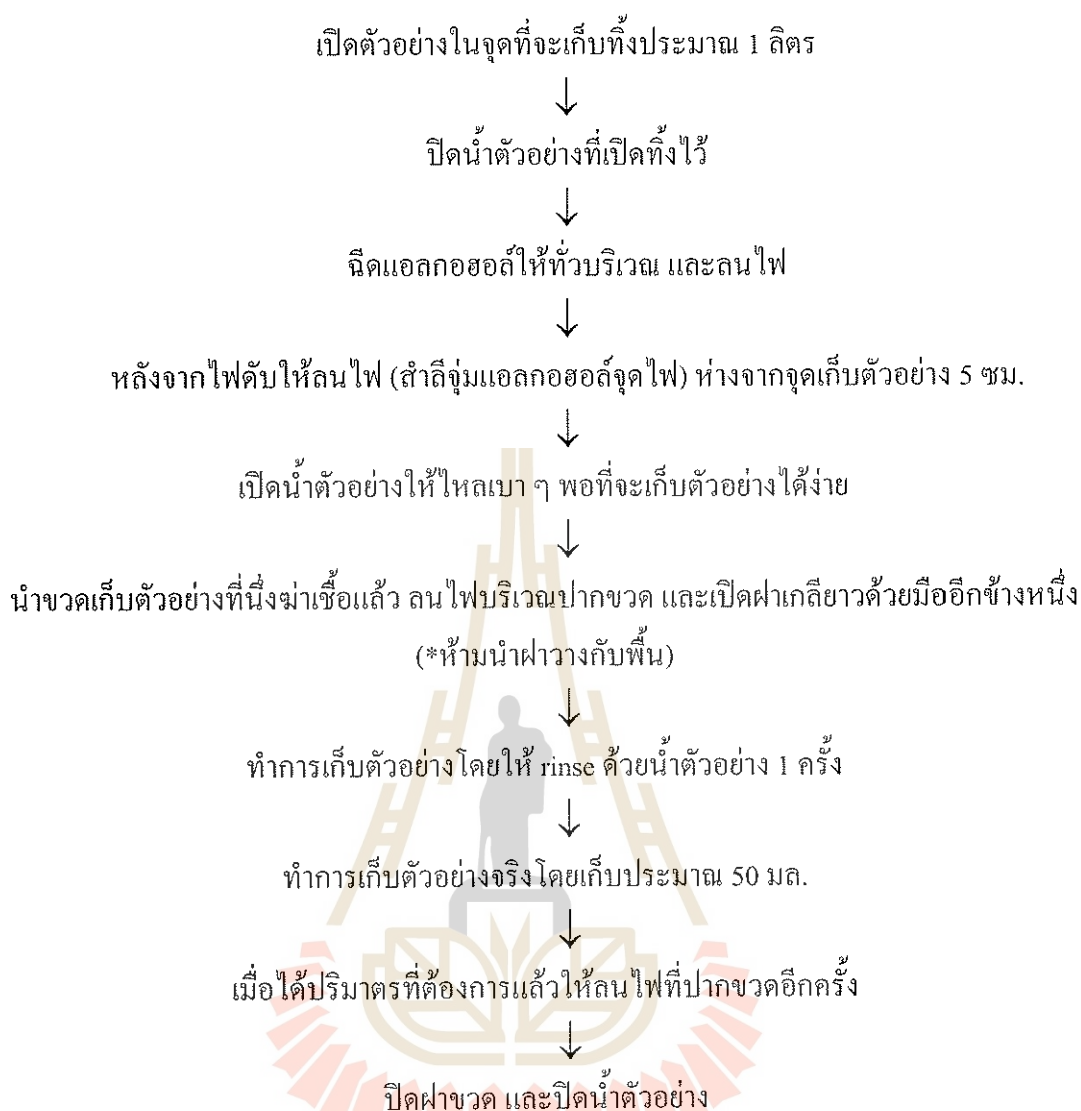 เปิดตัวอย่างในจุดที่จะเก็บทิ้งประมาณ 1 ลิตร
ปิดน้ำตัวอย่างที่เปิดทิ้งไว้
ฉีดแอลกอฮอล์ให้ทั่วบริเวณ และลนไฟ
หลังจากไฟดับให้ลนไฟ (สำลีจุ่มแอลกอฮอล์จุดไฟ) ห่างจากจุดเก็บตัวอย่าง 5 ซม.
เปิดน้ำตัวอย่างให้ไหลเบา ๆ พอที่จะเก็บตัวอย่างได้ง่าย
นำขวดเก็บตัวอย่างที่นึ่งฆ่าเชื้อแล้ว ลนไฟบริเวณปากขวด และเปิดฝาเกลียวด้วยมืออีกข้างหนึ่ง
(*ห้ามนำฝาวางกับพื้น)
ทำการเก็บตัวอย่างโดยให้ rinse ด้วยน้ำตัวอย่าง 1 ครั้ง
ทำการเก็บตัวอย่างจริงโดยเก็บประมาณ 50 มล.
เมื่อได้ปริมาตรที่ต้องการแล้วให้ลนไฟที่ปากขวดอีกครั้ง
ปิดฝาขวด และปิดน้ำตัวอย่าง